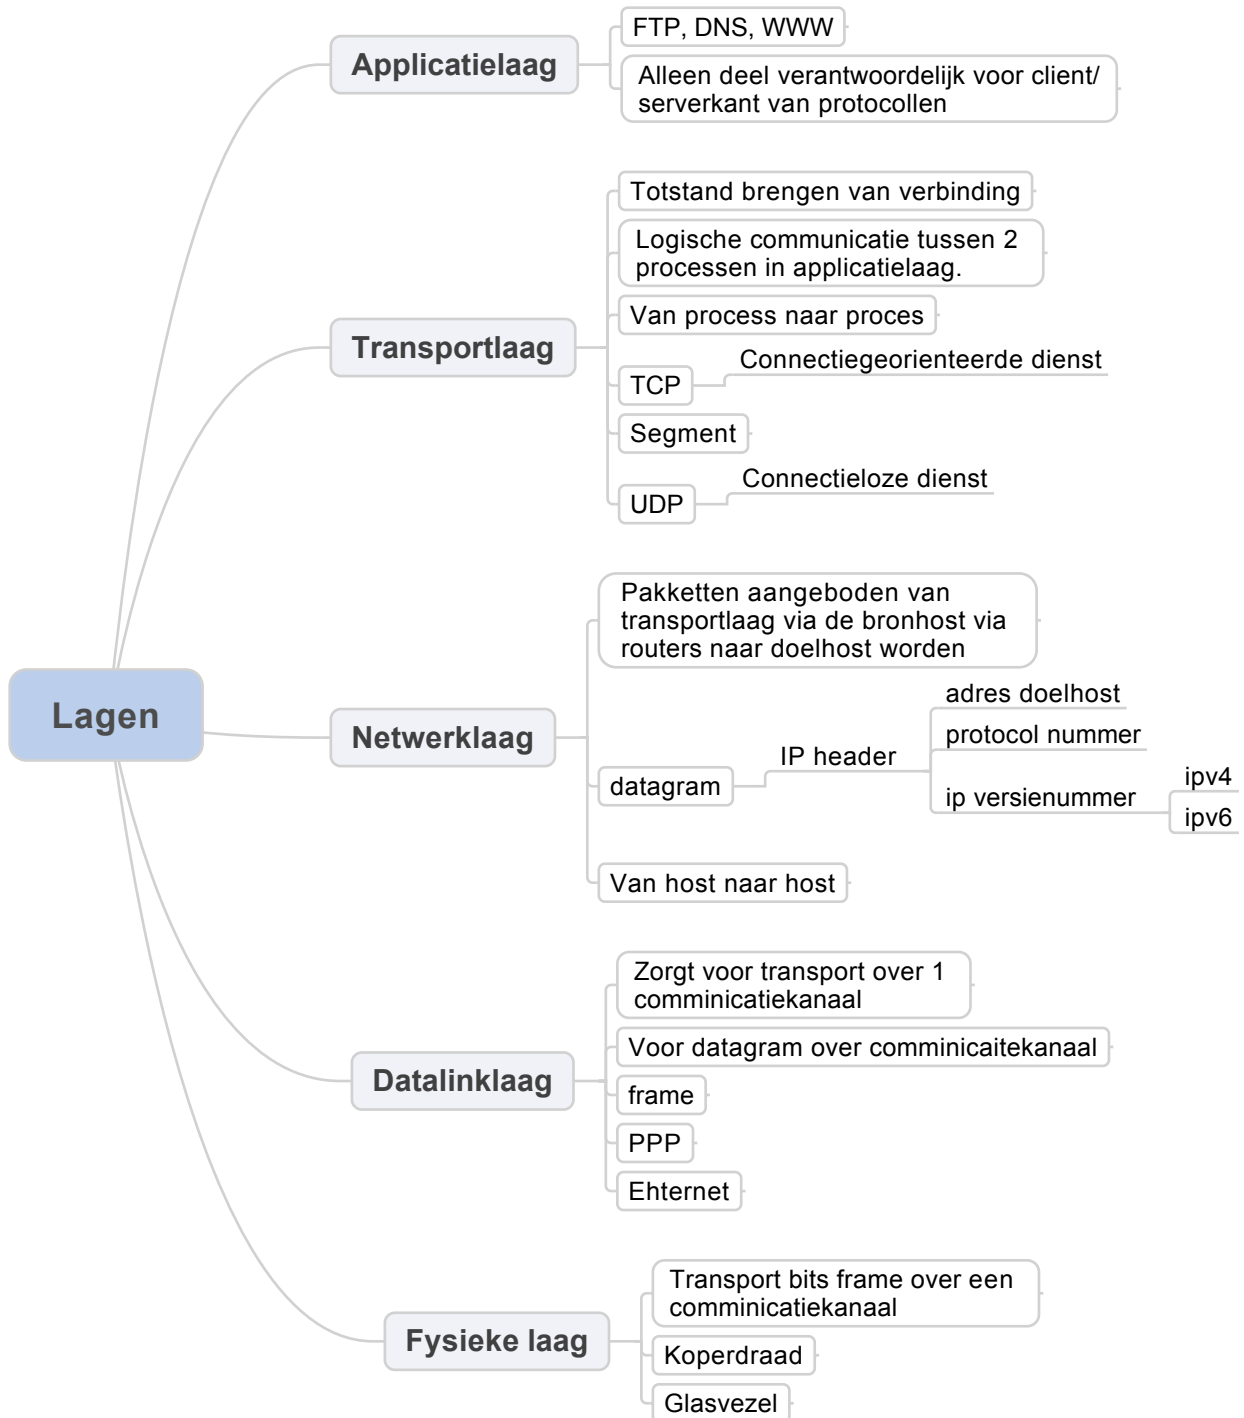 Lagen
Applicatielaag
FTP, DNS, WWW
Alleen deel verantwoordelijk voor client/
serverkant van protocollen
Transportlaag
Totstand brengen van verbinding
Logische communicatie tussen 2
processen in applicatielaag.
Van process naar proces
TCP
Connectiegeorienteerde dienst
Segment
UDP
Connectieloze dienst
Netwerklaag
Pakketten aangeboden van
transportlaag via de bronhost via
routers naar doelhost worden
datagram
IP header
adres doelhost
protocol nummer
ip versienummer
ipv4
ipv6
Van host naar host
Datalinklaag
Zorgt voor transport over 1
comminicatiekanaal
Voor datagram over comminicaitekanaal
frame
PPP
Ehternet
Fysieke laag
Transport bits frame over een
comminicatiekanaal
Koperdraad
Glasvezel